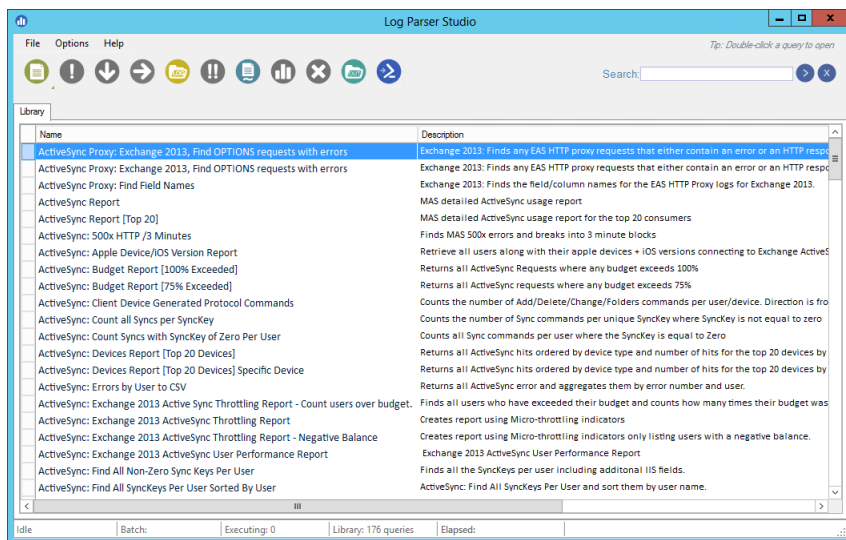 Log Parser Studio
File Options Help
Tip: Double-click a query to open
LOG
Search:
Library
Name Description
ActiveSync Proxy: Exchange 2013, Find OPTIONS requests with errors Exchange 2013: Finds any EAS HTTP proxy requests that either contain an error or an HTTP respo
ActiveSync Proxy: Exchange 2013, Find OPTIONS requests with errors Exchange 2013: Finds any EAS HTTP proxy requests that either contain an error or an HTTP respo
ActiveSync Proxy: Find Field Names Exchange 2013: Finds the field/column names for the EAS HTTP Proxy logs for Exchange 2013.
ActiveSync Report MAS detailed ActiveSync usage report
ActiveSync Report [Top 20] MAS detailed ActiveSync usage report for the top 20 consumers
ActiveSync: 500x HTTP /3 Minutes Finds MAS 500x errors and breaks into 3 minute blocks
ActiveSync: Apple Device/iOS Version Report Retrieve all users along with their apple devices + iOS versions connecting to Exchange ActiveS
ActiveSync: Budget Report [100% Exceeded] Returns all ActiveSync Requests where any budget exceeds 100%
ActiveSync: Budget Report [75% Exceeded] Returns all ActiveSync requests where any budget exceeds 75%
ActiveSync: Client Device Generated Protocol Commands Counts the number of Add/Delete/Change/Folders commands per user/device. Direction is fro
ActiveSync: Count all Syncs per SyncKey Counts the number of Sync commands per unique SyncKey where SyncKey is not equal to zero
ActiveSync: Count Syncs with SyncKey of Zero Per User Counts all Sync commands per user where the SyncKey is equal to Zero
ActiveSync: Devices Report [Top 20 Devices] Returns all ActiveSync hits ordered by device type and number of hits for the top 20 devices by
ActiveSync: Devices Report [Top 20 Devices] Specific Device Returns all ActiveSync hits ordered by device type and number of hits for the top 20 devices by
ActiveSync: Errors by User to CSV Returns all ActiveSync error and aggregates them by error number and user.
ActiveSync: Exchange 2013 Active Sync Throttling Report - Count users over budget. Finds all users who have exceeded their budget and counts how many times their budget was
ActiveSync: Exchange 2013 ActiveSync Throttling Report Creates report using Micro-throttling indicators
ActiveSync: Exchange 2013 ActiveSync Throttling Report - Negative Balance Creates report using Micro-throttling indicators only listing users with a negative balance.
ActiveSync: Exchange 2013 ActiveSync User Performance Report Exchange 2013 ActiveSync User Performance Report
ActiveSync: Find All Non-Zero Sync Keys Per User Finds all the SyncKeys per user including additonal IIS fields.
ActiveSync: Find All SyncKeys Per User Sorted By User ActiveSync: Find All SyncKeys Per User and sort them by user name.
Idle Batch: Executing: 0 Library: 176 queries Elapsed: